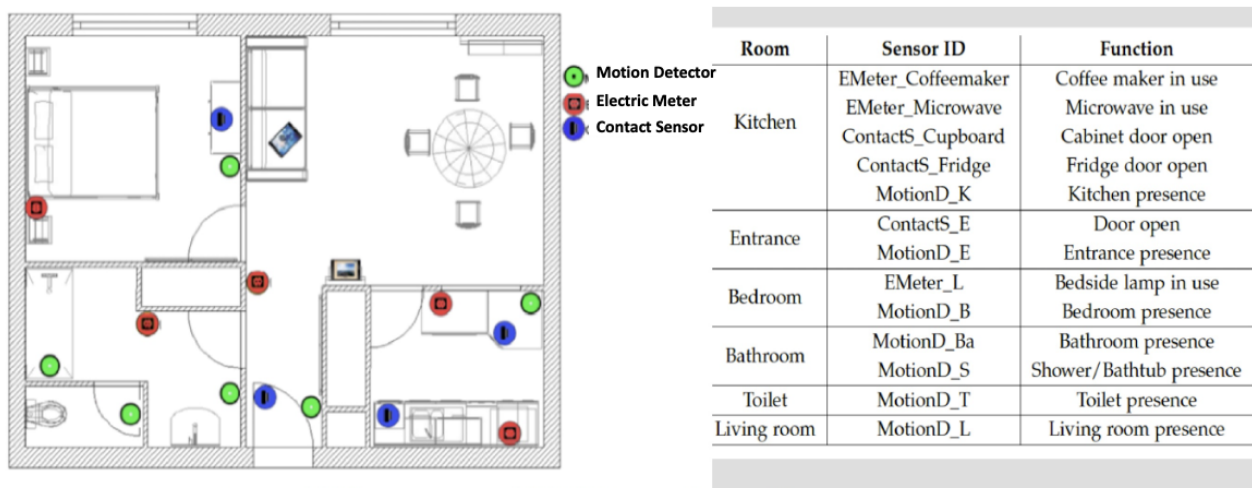 Motion Detector
Electric Meter
Contact Sensor
Room Sensor ID Function
Kitchen
EMeter_Coffeemaker Coffee maker in use
EMeter_Microwave Microwave in use
ContactS_Cupboard Cabinet door open
ContactS_Fridge Fridge door open
MotionD_K Kitchen presence
Entrance
ContactS_E Door open
MotionD_E Entrance presence
Bedroom
EMeter_L Bedside lamp in use
MotionD_B Bedroom presence
Bathroom
MotionD_Ba Bathroom presence
MotionD_S Shower/Bathtub presence
Toilet MotionD_T Toilet presence
Living room MotionD_L Living room presence